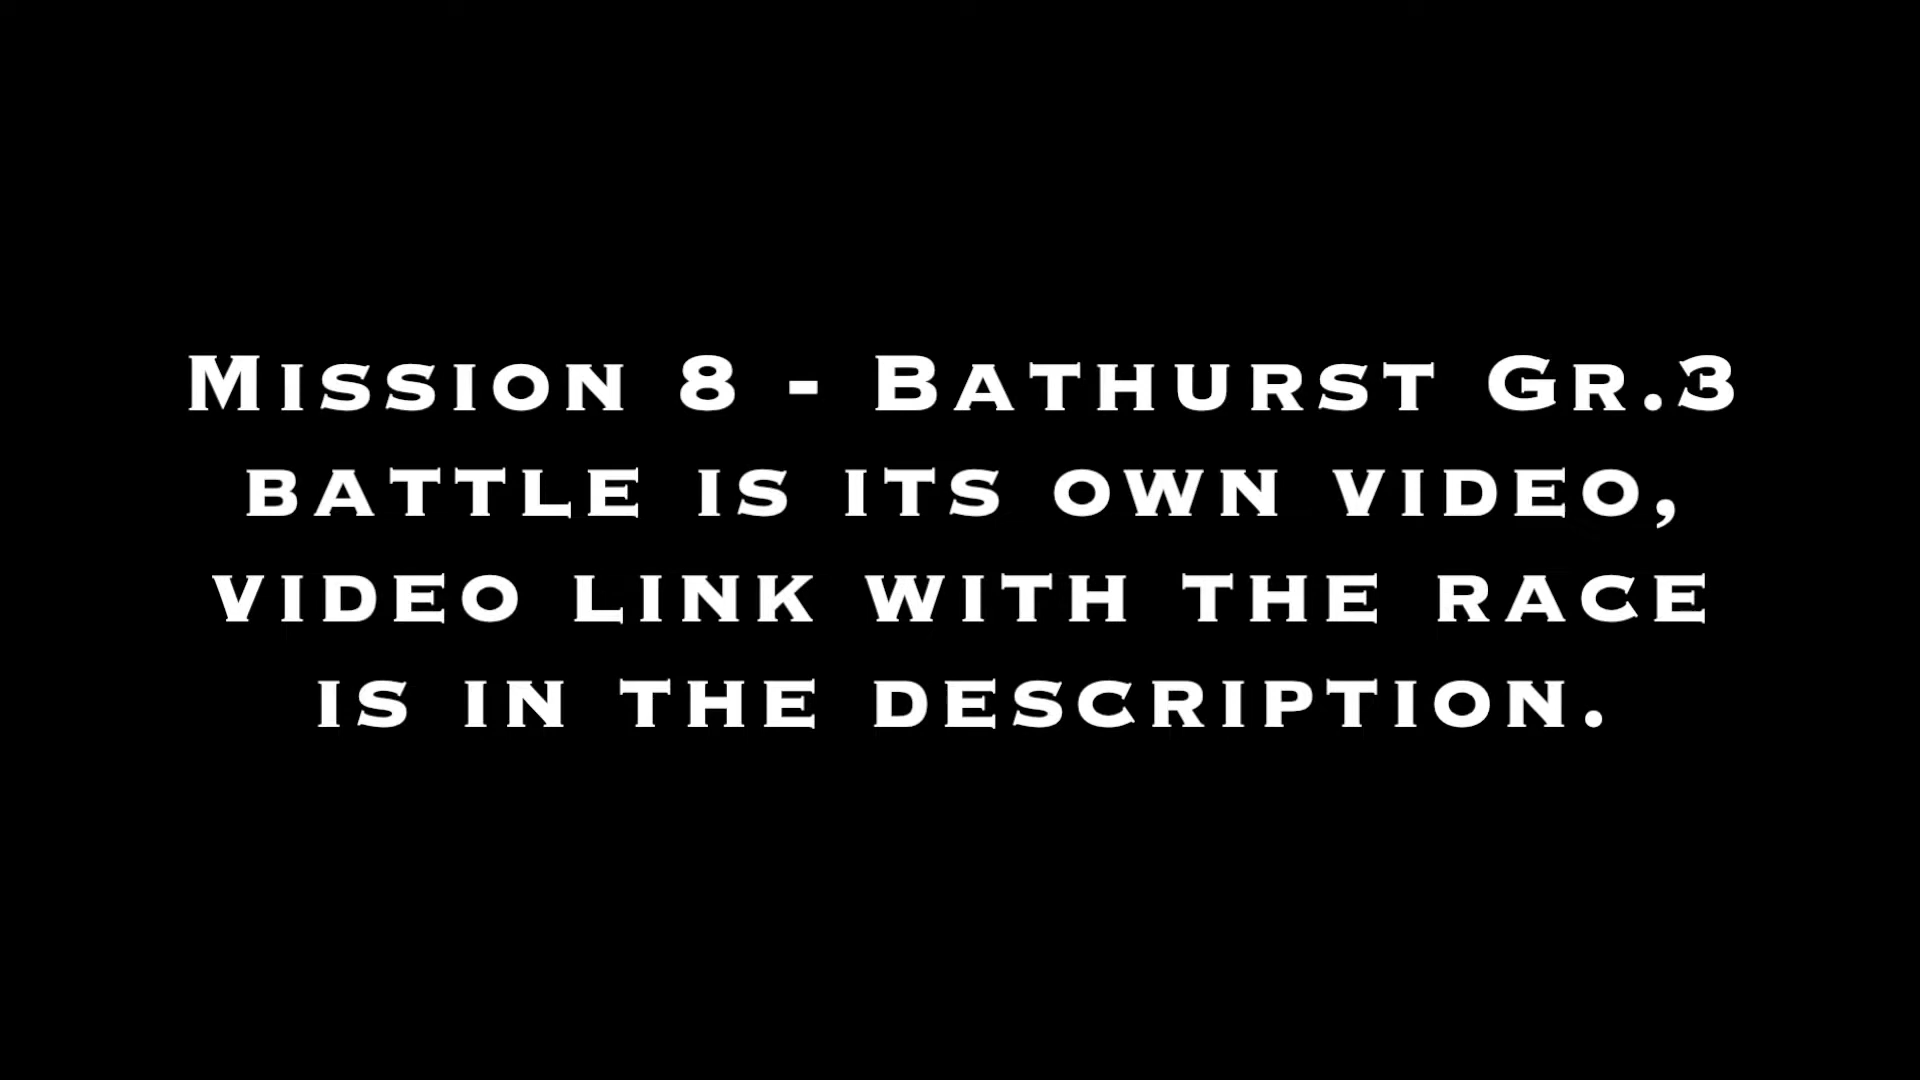 Mission 8 - Bathurst Gr.3
battle is its own video,
video link with the race
is in the description.